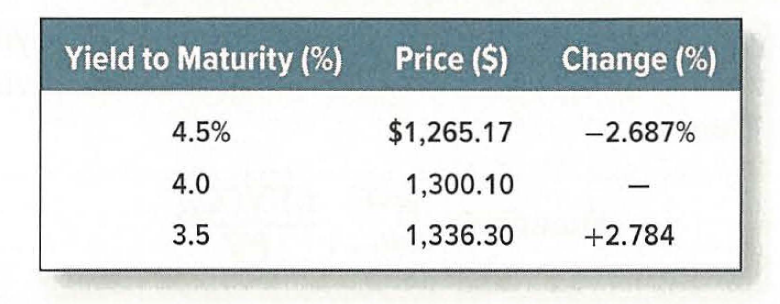 Yield to Maturity (%) Price ($) Change (%)
4.5% $1,265.17 −2.687%
4.0 1,300.10 —
3.5 1,336.30 +2.784